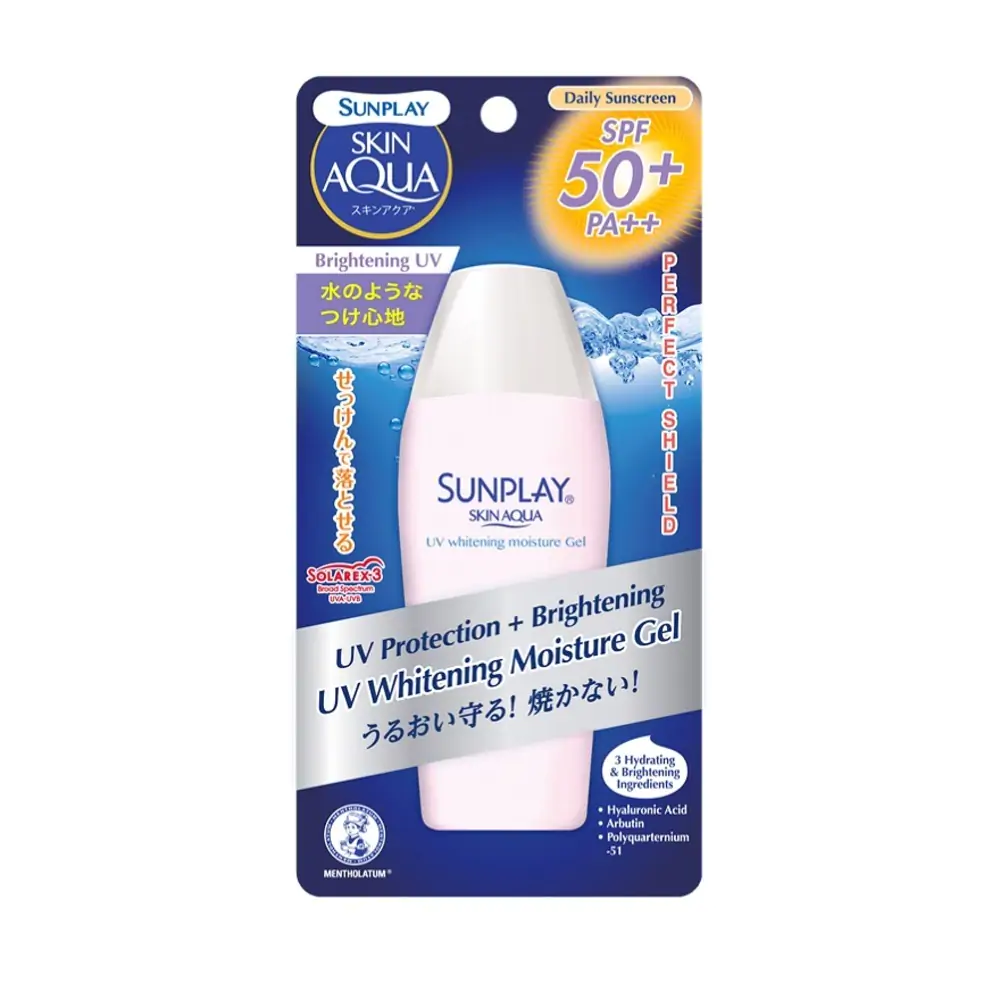 SUNPLAY
SKIN
AQUA
スキンアクア
Daily Sunscreen
SPF
50+
PA++
Brightening UV
水のような
つけ心地
せっけんで落とせる
PERFECT SHIELD
SOLAREX-3
Broad Spectrum
UVA-UVB
SUNPLAY®
SKIN AQUA
UV whitening moisture Gel
UV Protection + Brightening
UV Whitening Moisture Gel
うるおい守る! 焼かない!
3 Hydrating
& Brightening
Ingredients
• Hyaluronic Acid
• Arbutin
• Polyquarternium
-51
MENTHOLATUM®